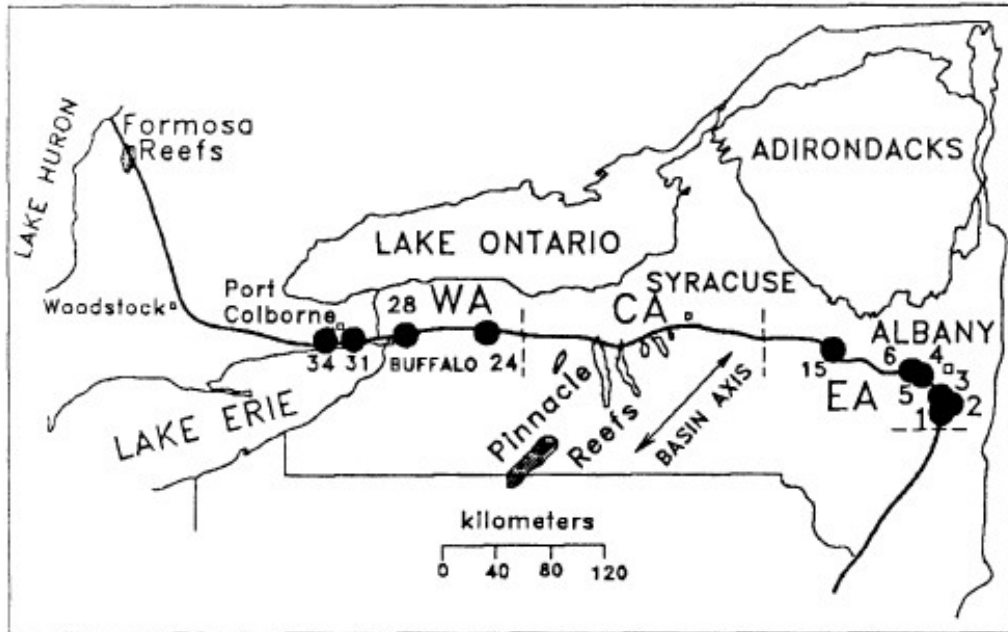 Formosa
Reefs
LAKE HURON
ADIRONDACKS
LAKE ONTARIO
SYRACUSE
Woodstock
Port
Colborne
28
WA
CA
ALBANY
34
31
BUFFALO
24
15
6
4
5
3
EA
1
2
LAKE ERIE
Pinnacle
Reefs
BASIN AXIS
kilometers
0 40 80 120